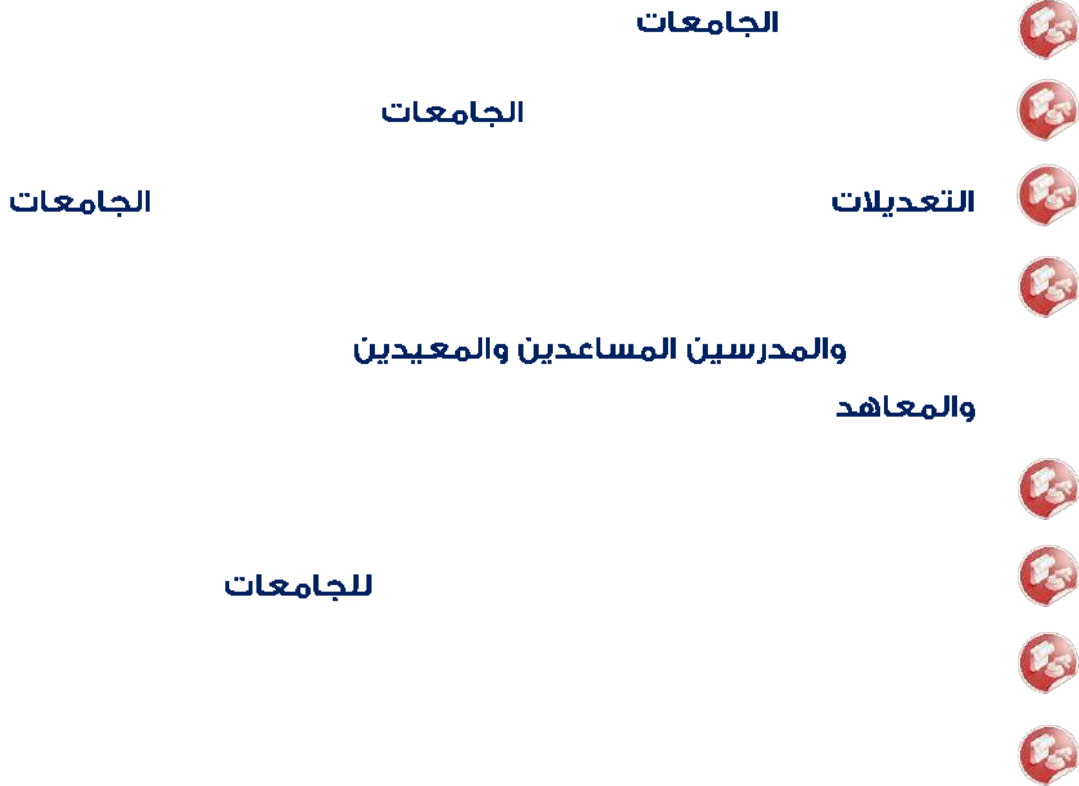 الجامعات
الجامعات
التعديلات الجامعات
والمدرسين المساعدين والمعيدين
والمعاهد
للجامعات